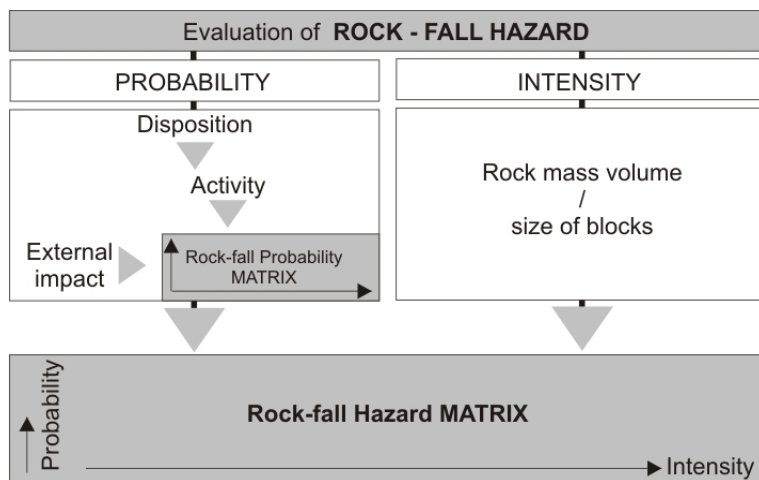 Evaluation of ROCK - FALL HAZARD
PROBABILITY
Disposition
Activity
External
impact
Rock-fall Probability
MATRIX
INTENSITY
Rock mass volume
/
size of blocks
Probability
Rock-fall Hazard MATRIX
Intensity